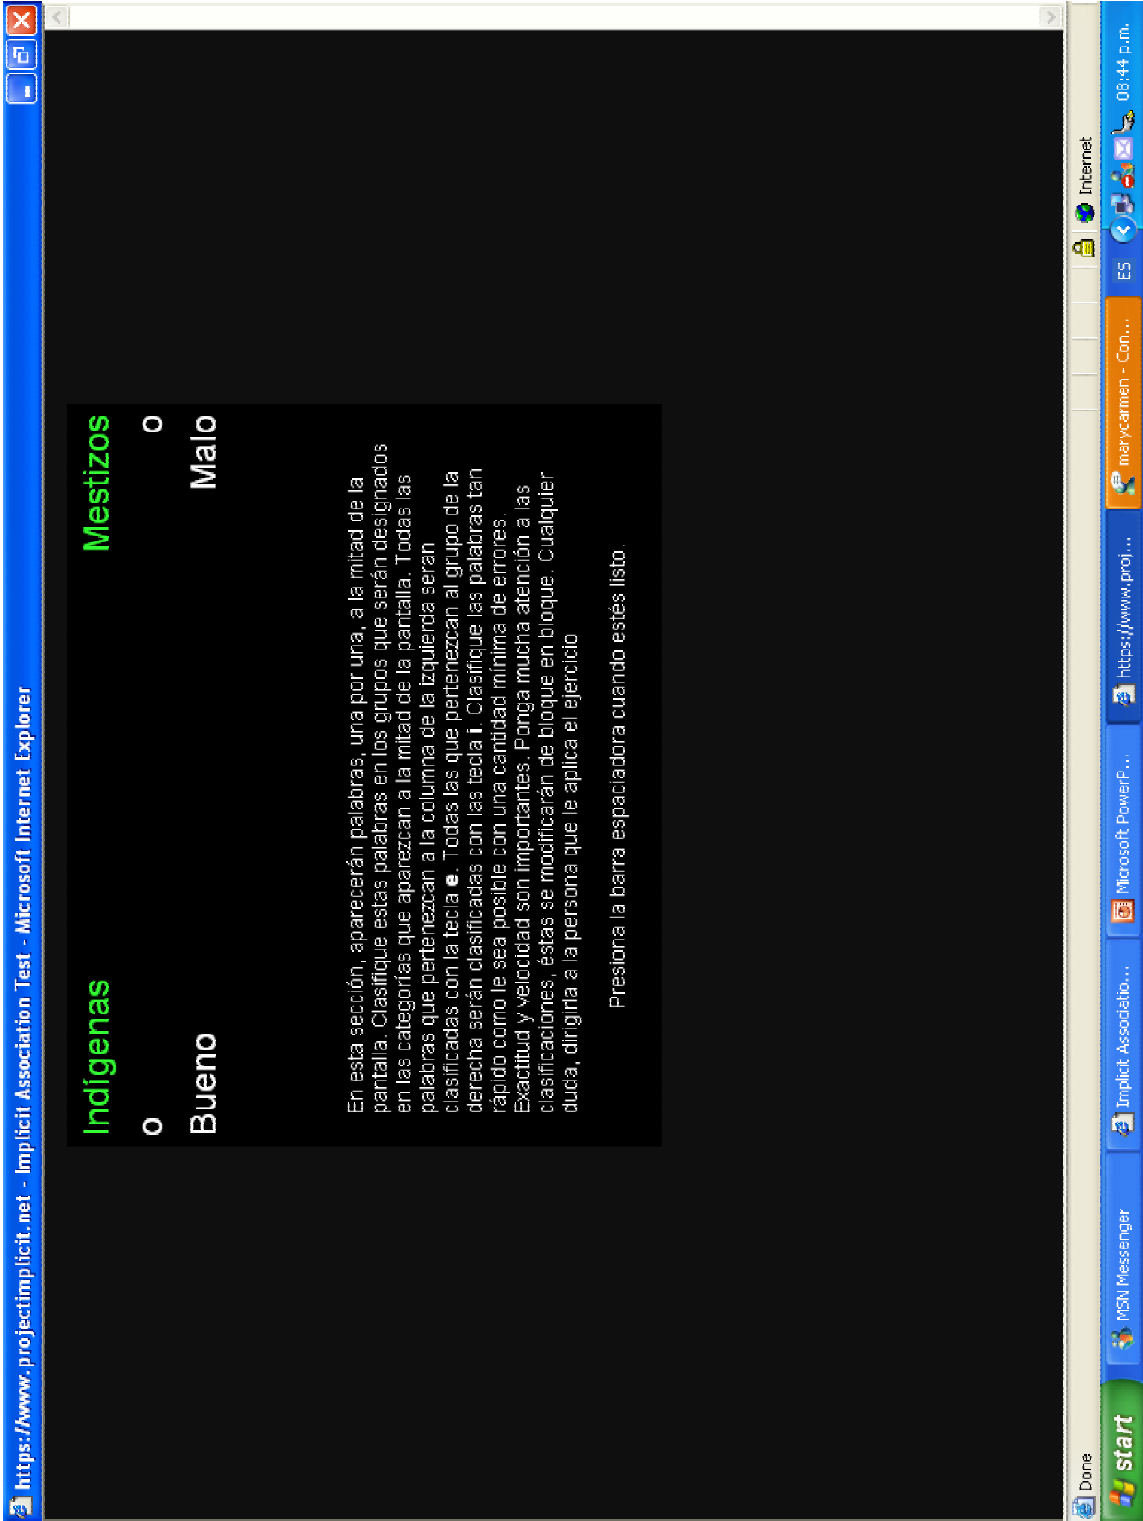 https://www.projectimplicit.net - Implicit Association Test - Microsoft Internet Explorer
Indígenas Mestizos
o o
Bueno Malo
En esta sección, aparecerán palabras, una por una, a la mitad de la
pantalla. Clasifique estas palabras en los grupos que serán designados
en las categorías que aparezcan a la mitad de la pantalla. Todas las
palabras que pertenezcan a la columna de la izquierda seran
clasificadas con la tecla e. Todas las que pertenezcan al grupo de la
derecha serán clasificadas con las tecla i. Clasifique las palabras tan
rápido como le sea posible con una cantidad mínima de errores.
Exactitud y velocidad son importantes. Ponga mucha atención a las
clasificaciones, éstas se modificarán de bloque en bloque. Cualquier
duda, dirigirla a la persona que le aplica el ejercicio
Presiona la barra espaciadora cuando estés listo.
Done Internet
start MSN Messenger Implicit Associatio... Microsoft PowerP... https://www.proj... marycarmen - Con... ES 08:44 p.m.